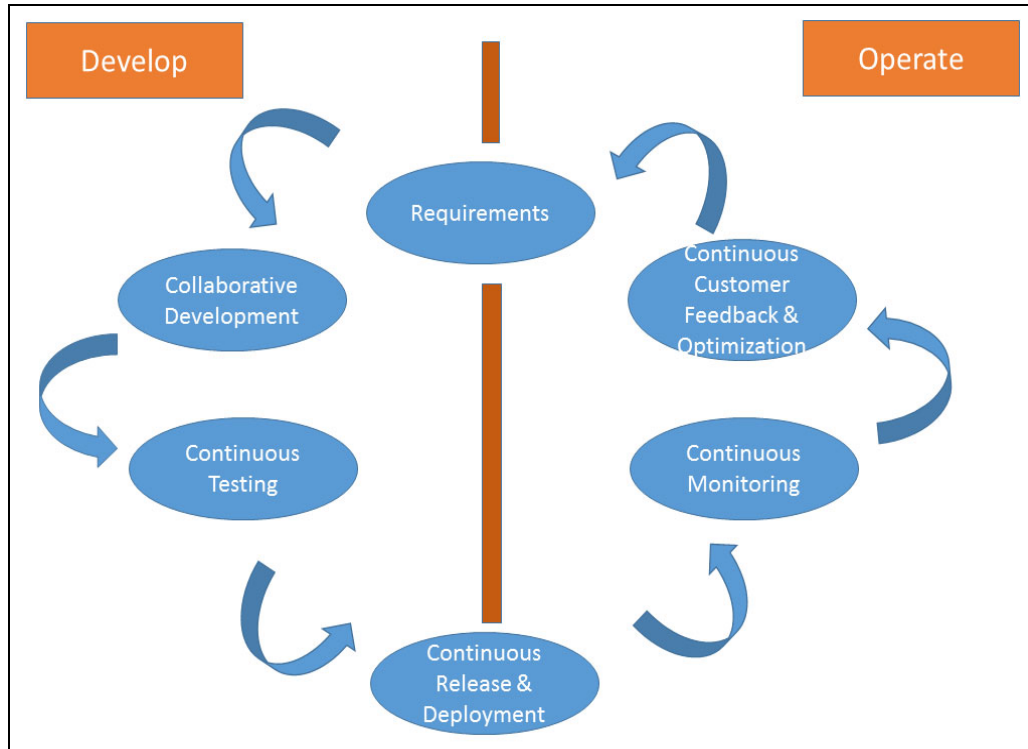 Develop
Operate
Requirements
Collaborative
Development
Continuous
Customer
Feedback &
Optimization
Continuous
Testing
Continuous
Monitoring
Continuous
Release &
Deployment